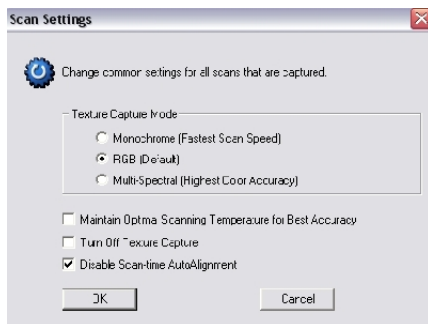 Scan Settings
Change common settings for all scans that are captured.
Texture Capture Mode
Monochrome (Fastest Scan Speed)
RGB (Default)
Multi-Spectral (Highest Color Accuracy)
Maintain Optimal Scanning Temperature for Best Accuracy
Turn Off Texture Capture
Disable Scan-time AutoAlignment
OK
Cancel